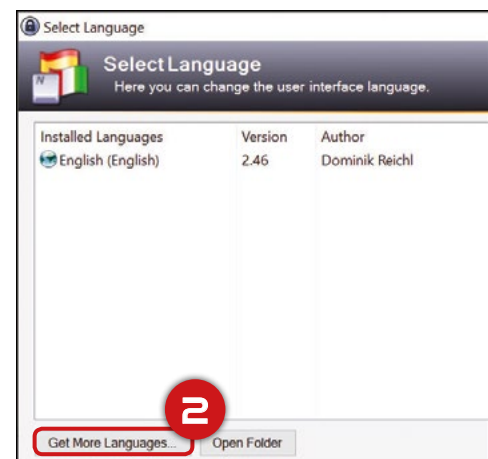 Select Language
Select Language
Here you can change the user interface language.
Installed Languages Version Author
English (English) 2.46 Dominik Reichl
2
Get More Languages... Open Folder
N